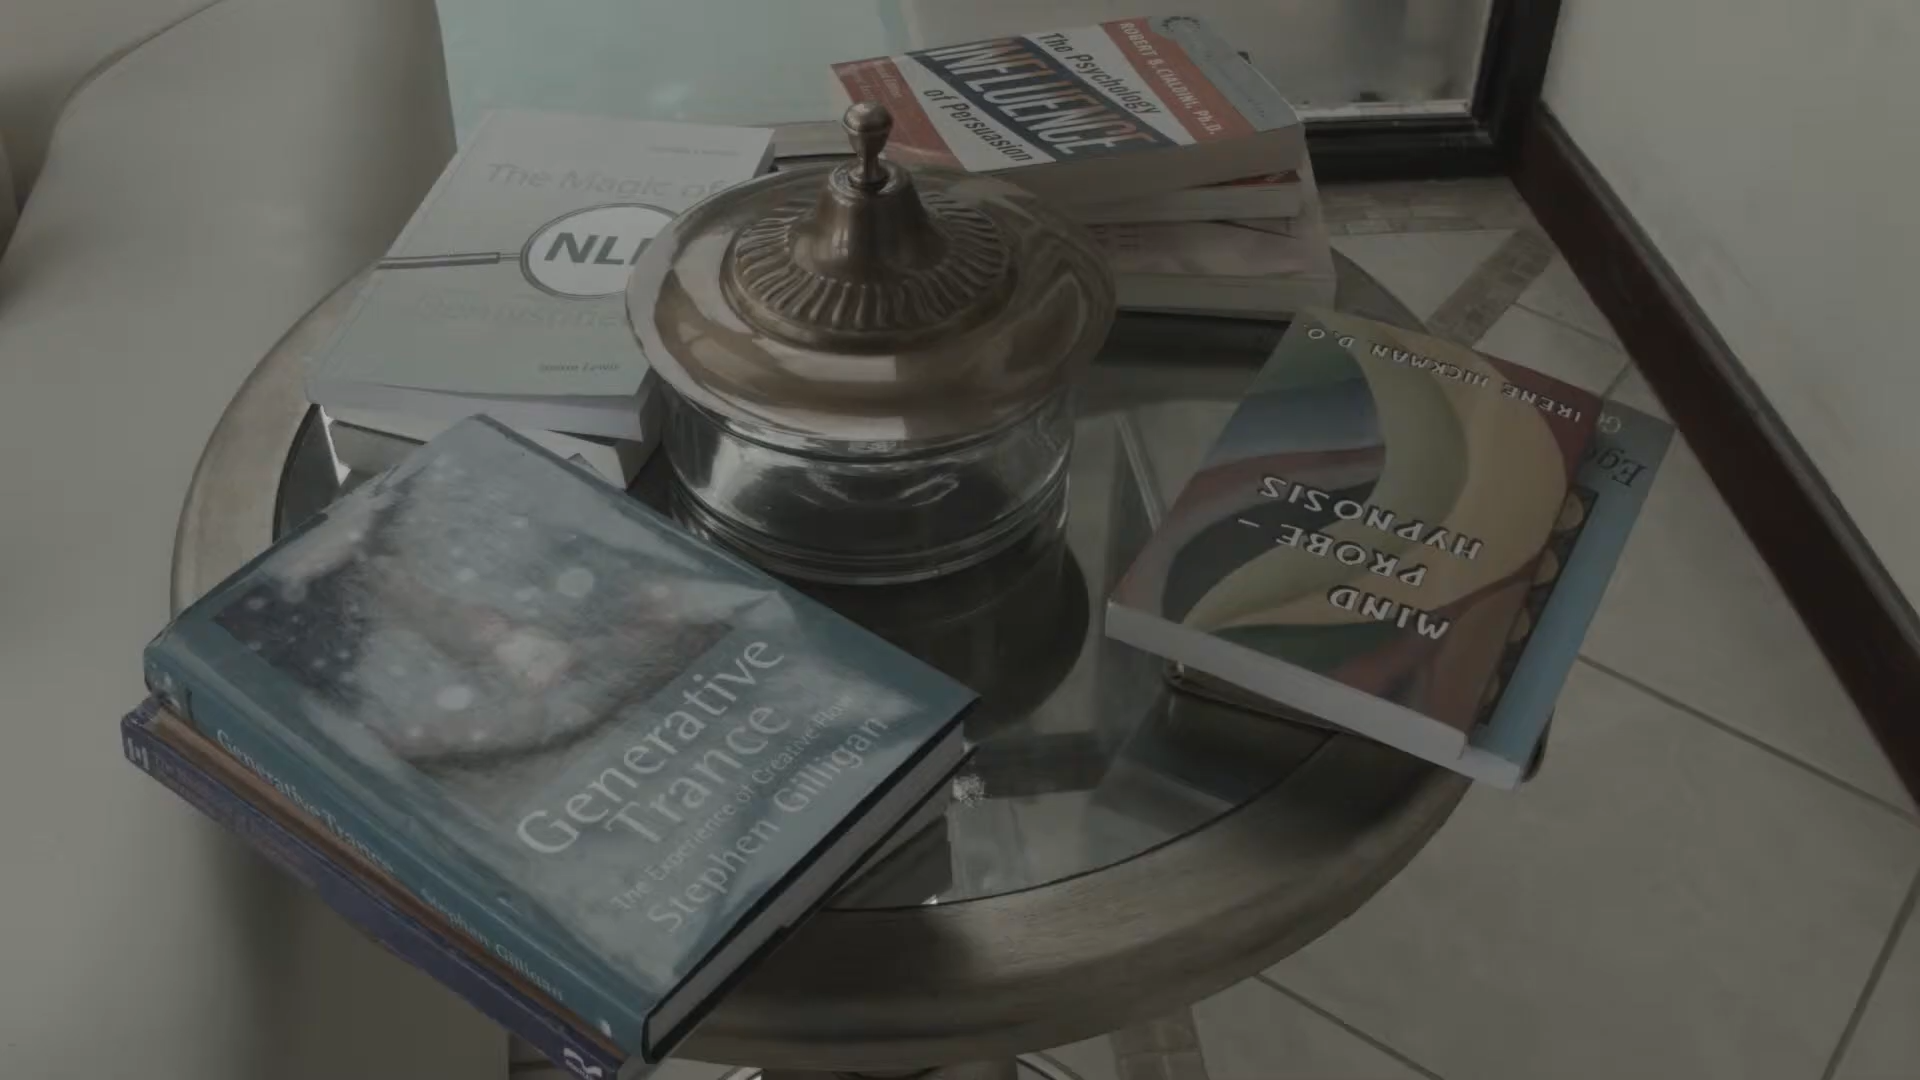 ROBERT B. CIALDINI, Ph.D.
The Psychology
INFLUENCE
of Persuasion
The Magic of
NLP
Generative
Trance
The Experience of Creative Flow
Stephen Gilligan
Generative Trance Stephen Gilligan
IRENE HICKMAN, D.O.
MIND
PROBE –
HYPNOSIS